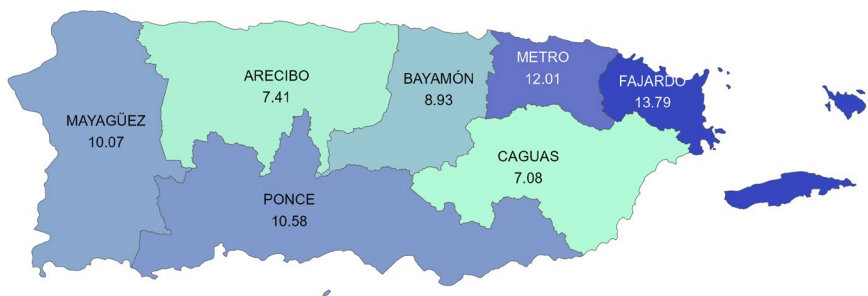 METRO
12.01
ARECIBO
7.41
BAYAMÓN
8.93
FAJARDO
13.79
MAYAGÜEZ
10.07
CAGUAS
7.08
PONCE
10.58